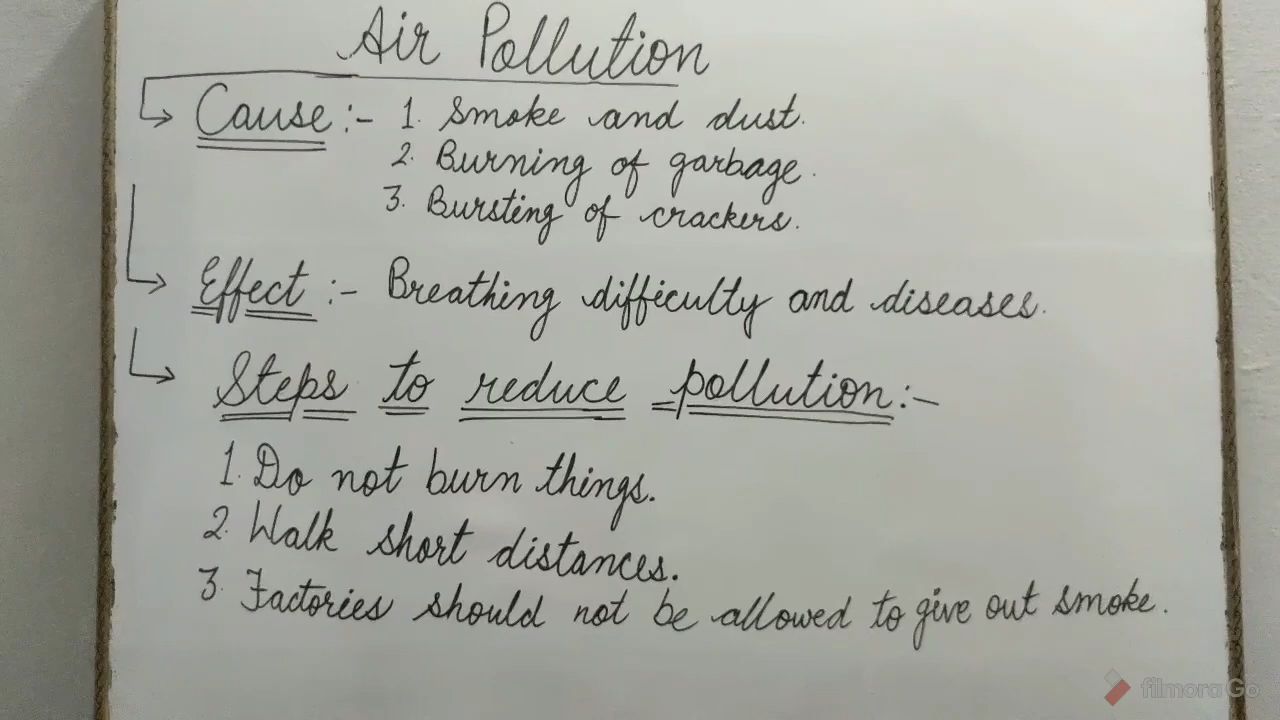 Air Pollution
Cause :- 1. Smoke and dust.
2. Burning of garbage.
3. Bursting of crackers.
Effect :- Breathing difficulty and diseases.
Steps to reduce pollution :-
1. Do not burn things.
2. Walk short distances.
3. Factories should not be allowed to give out smoke.
filmora Go